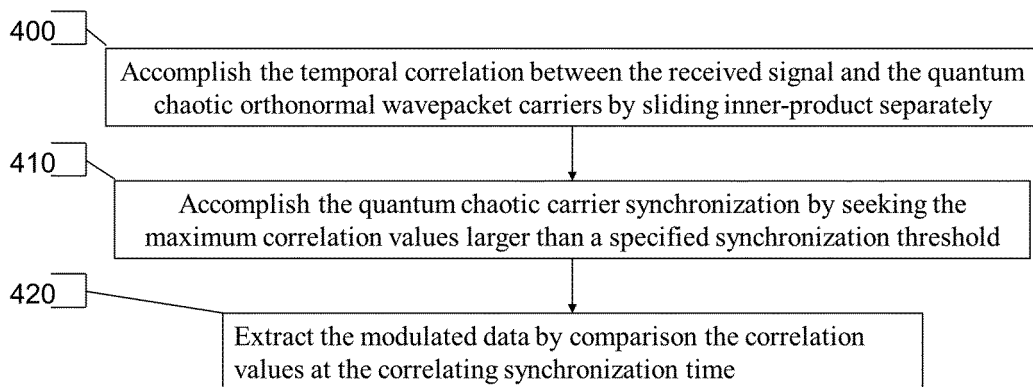 400
Accomplish the temporal correlation between the received signal and the quantum
chaotic orthonormal wavepacket carriers by sliding inner-product separately
410
Accomplish the quantum chaotic carrier synchronization by seeking the
maximum correlation values larger than a specified synchronization threshold
420
Extract the modulated data by comparison the correlation
values at the correlating synchronization time